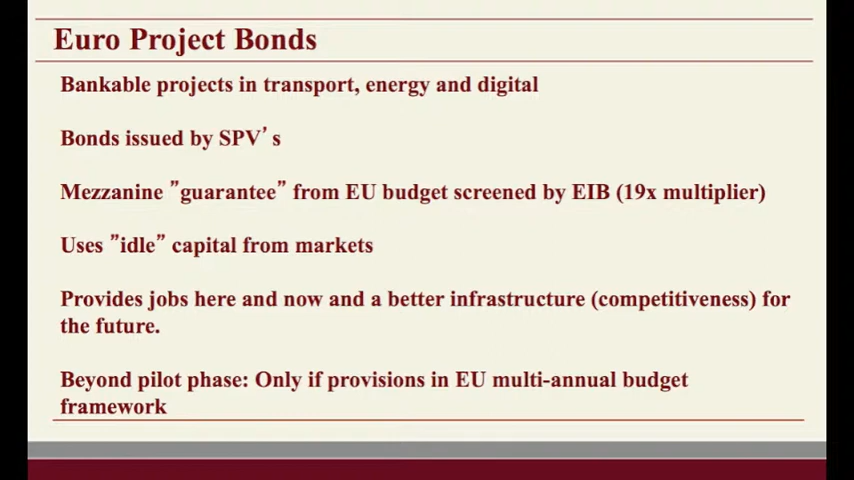 Euro Project Bonds
Bankable projects in transport, energy and digital
Bonds issued by SPV’s
Mezzanine ”guarantee” from EU budget screened by EIB (19x multiplier)
Uses ”idle” capital from markets
Provides jobs here and now and a better infrastructure (competitiveness) for
the future.
Beyond pilot phase: Only if provisions in EU multi-annual budget
framework